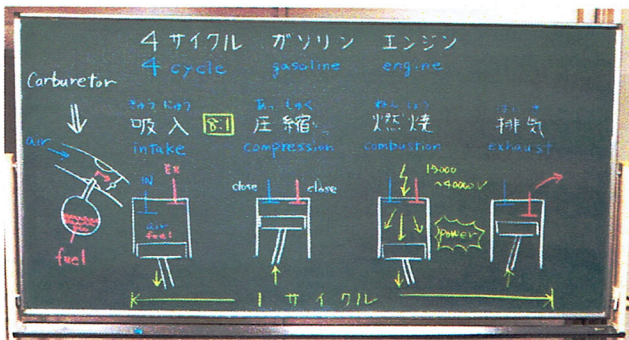 4サイクル ガソリン エンジン
4 cycle gasoline engine
Carburetor
きゅう にゅう あっ しゅく ねん しょう はい き
吸入 8:1 圧縮 燃焼 排気
intake compression combustion exhaust
air
IN EX close close 15000
~40000V
air
fuel
power
fuel
1 サイクル